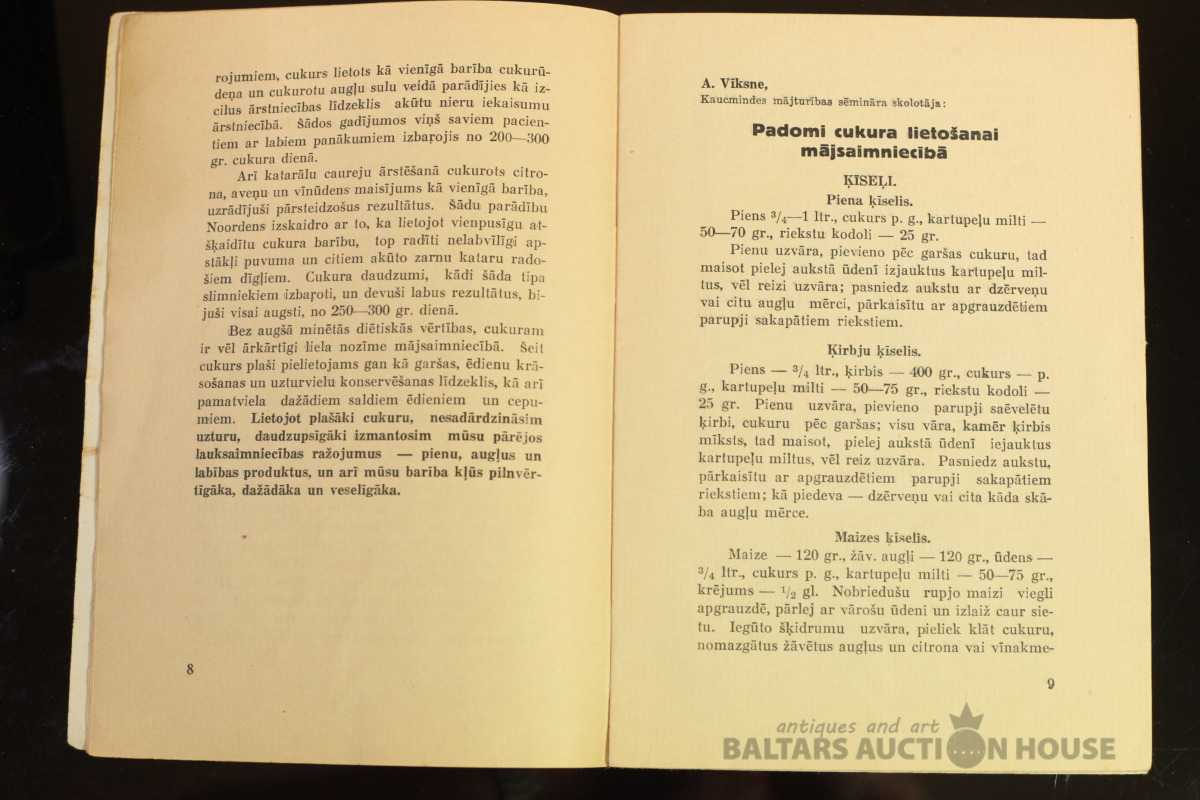 rojumiem, cukurs lietots kā vienīgā barība cukurū-
deņa un cukurotu augļu sulu veidā parādījies kā iz-
cilus ārstniecības līdzeklis akūtu nieru iekaisumu
ārstniecībā. Šādos gadījumos viņš saviem pacien-
tiem ar labiem panākumiem izbaŗojis no 200—300
gr. cukura dienā.
Arī katarālu caureju ārstēšanā cukurots citro-
na, aveņu un vīnūdens maisījums kā vienīgā barība,
uzrādījuši pārsteidzošus rezultātus. Šādu parādību
Noordens izskaidro ar to, ka lietojot vienpusīgu at-
šķaidītu cukura barību, top radīti nelabvīlīgi ap-
stākļi puvuma un citiem akūto zarnu kataru rado-
šiem dīgļiem. Cukura daudzumi, kādi šāda tipa
slimniekiem izbaŗoti, un devuši labus rezultātus, bi-
juši visai augsti, no 250—300 gr. dienā.
Bez augšā minētās diētiskās vērtības, cukuram
ir vēl ārkārtīgi liela nozīme mājsaimniecībā. Šeit
cukurs plaši pielietojams gan kā garšas, ēdienu krā-
sošanas un uzturvielu konservēšanas līdzeklis, kā arī
pamatviela dažādiem saldiem ēdieniem un cepu-
miem. Lietojot plašāki cukuru, nesadārdzināsim
uzturu, daudzupsīgāki izmantosim mūsu pārējos
lauksaimniecības ražojumus — pienu, augļus un
labības produktus, un arī mūsu barība kļūs pilnvēr-
tīgāka, dažādāka un veselīgāka.
8
A. Vīksne,
Kaucmindes mājturības sēmināra skolotāja:
Padomi cukura lietošanai
mājsaimniecībā
ĶĪSEĻI.
Piena ķīselis.
Piens 3/4—1 ltr., cukurs p. g., kartupeļu milti —
50—70 gr., riekstu kodoli — 25 gr.
Pienu uzvāra, pievieno pēc garšas cukuru, tad
maisot pielej aukstā ūdenī izjauktus kartupeļu mil-
tus, vēl reizi uzvāra; pasniedz aukstu ar dzērveņu
vai citu augļu mērci, pārkaisītu ar apgrauzdētiem
parupji sakapātiem riekstiem.
Ķirbju ķīselis.
Piens — 3/4 ltr., ķirbis — 400 gr., cukurs — p.
g., kartupeļu milti — 50—75 gr., riekstu kodoli —
25 gr. Pienu uzvāra, pievieno parupji saēvelētu
ķirbi, cukuru pēc garšas; visu vāra, kamēr ķirbis
mīksts, tad maisot, pielej aukstā ūdenī iejauktus
kartupeļu miltus, vēl reiz uzvāra. Pasniedz aukstu,
pārkaisītu ar apgrauzdētiem parupji sakapātiem
riekstiem; kā piedeva — dzērveņu vai cita kāda skā-
ba augļu mērce.
Maizes ķīselis.
Maize — 120 gr., žāv. augļi — 120 gr., ūdens —
3/4 ltr., cukurs p. g., kartupeļu milti — 50—75 gr.,
krējums — 1/2 gl. Nobriedušu rupjo maizi viegli
apgrauzdē, pārlej ar vārošu ūdeni un izlaiž caur sie-
tu. Iegūto šķidrumu uzvāra, pieliek klāt cukuru,
nomazgātus žāvētus augļus un citrona vai vīnakme-
9
antiques and art
BALTARS AUCTION HOUSE